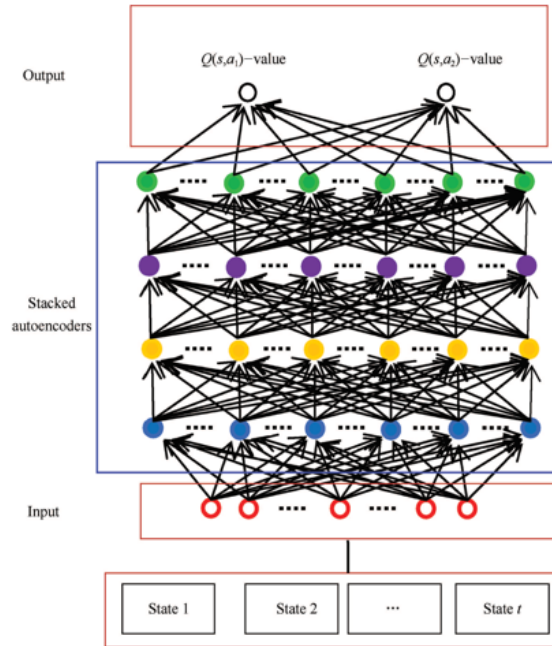 Q(s,a₁)−value
Q(s,a₂)−value
Output
Stacked
autoencoders
Input
State 1
State 2
...
State t